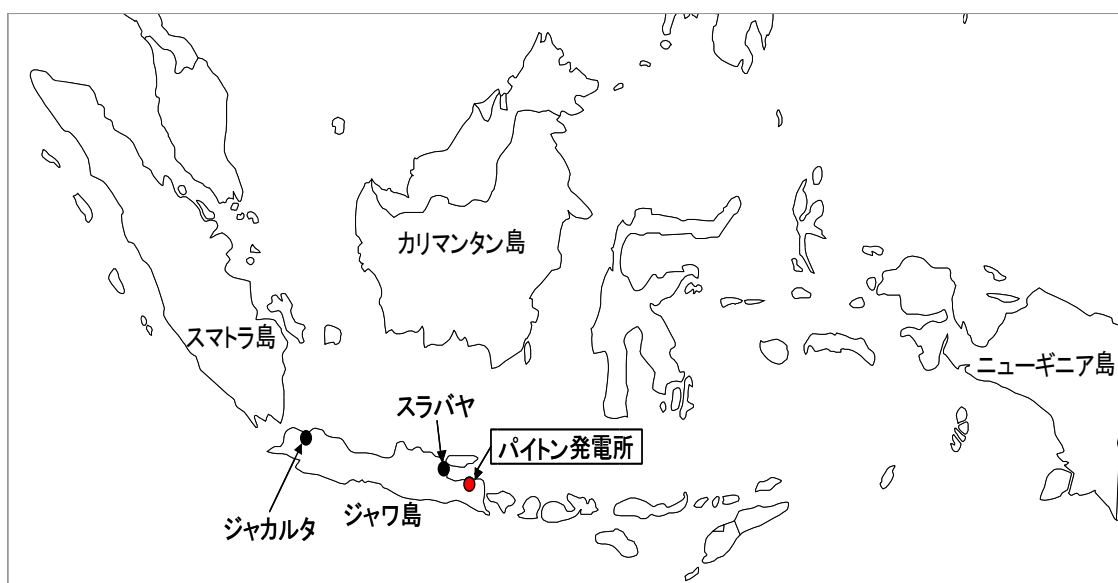 カリマンタン島
スマトラ島
ニューギニア島
スラバヤ
パイトン発電所
ジャワ島
ジャカルタ